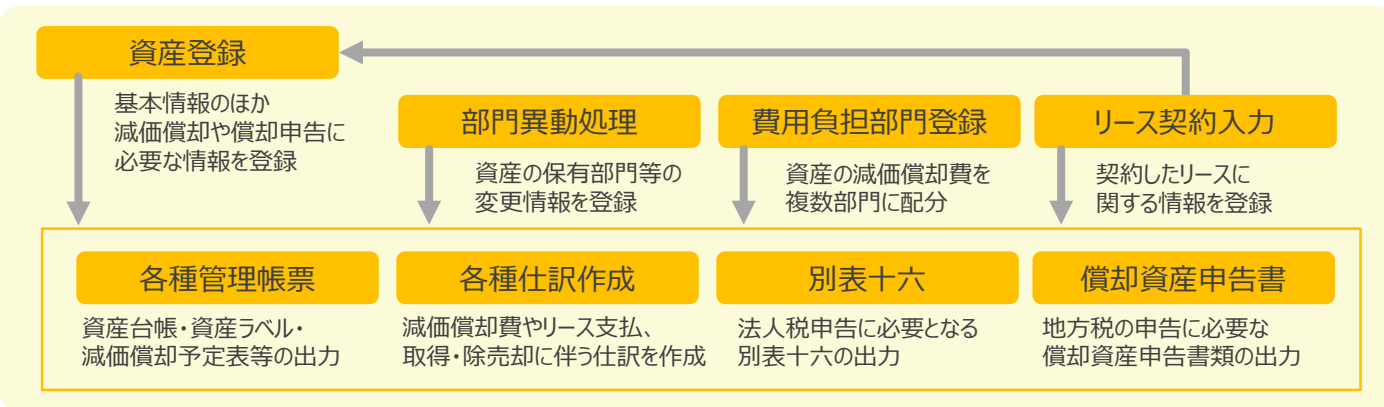 資産登録
基本情報のほか
減価償却や償却申告に
必要な情報を登録
部門異動処理
資産の保有部門等の
変更情報を登録
費用負担部門登録
資産の減価償却費を
複数部門に配分
リース契約入力
契約したリースに
関する情報を登録
各種管理帳票
資産台帳・資産ラベル・
減価償却予定表等の出力
各種仕訳作成
減価償却費やリース支払、
取得・除売却に伴う仕訳を作成
別表十六
法人税申告に必要となる
別表十六の出力
償却資産申告書
地方税の申告に必要な
償却資産申告書類の出力